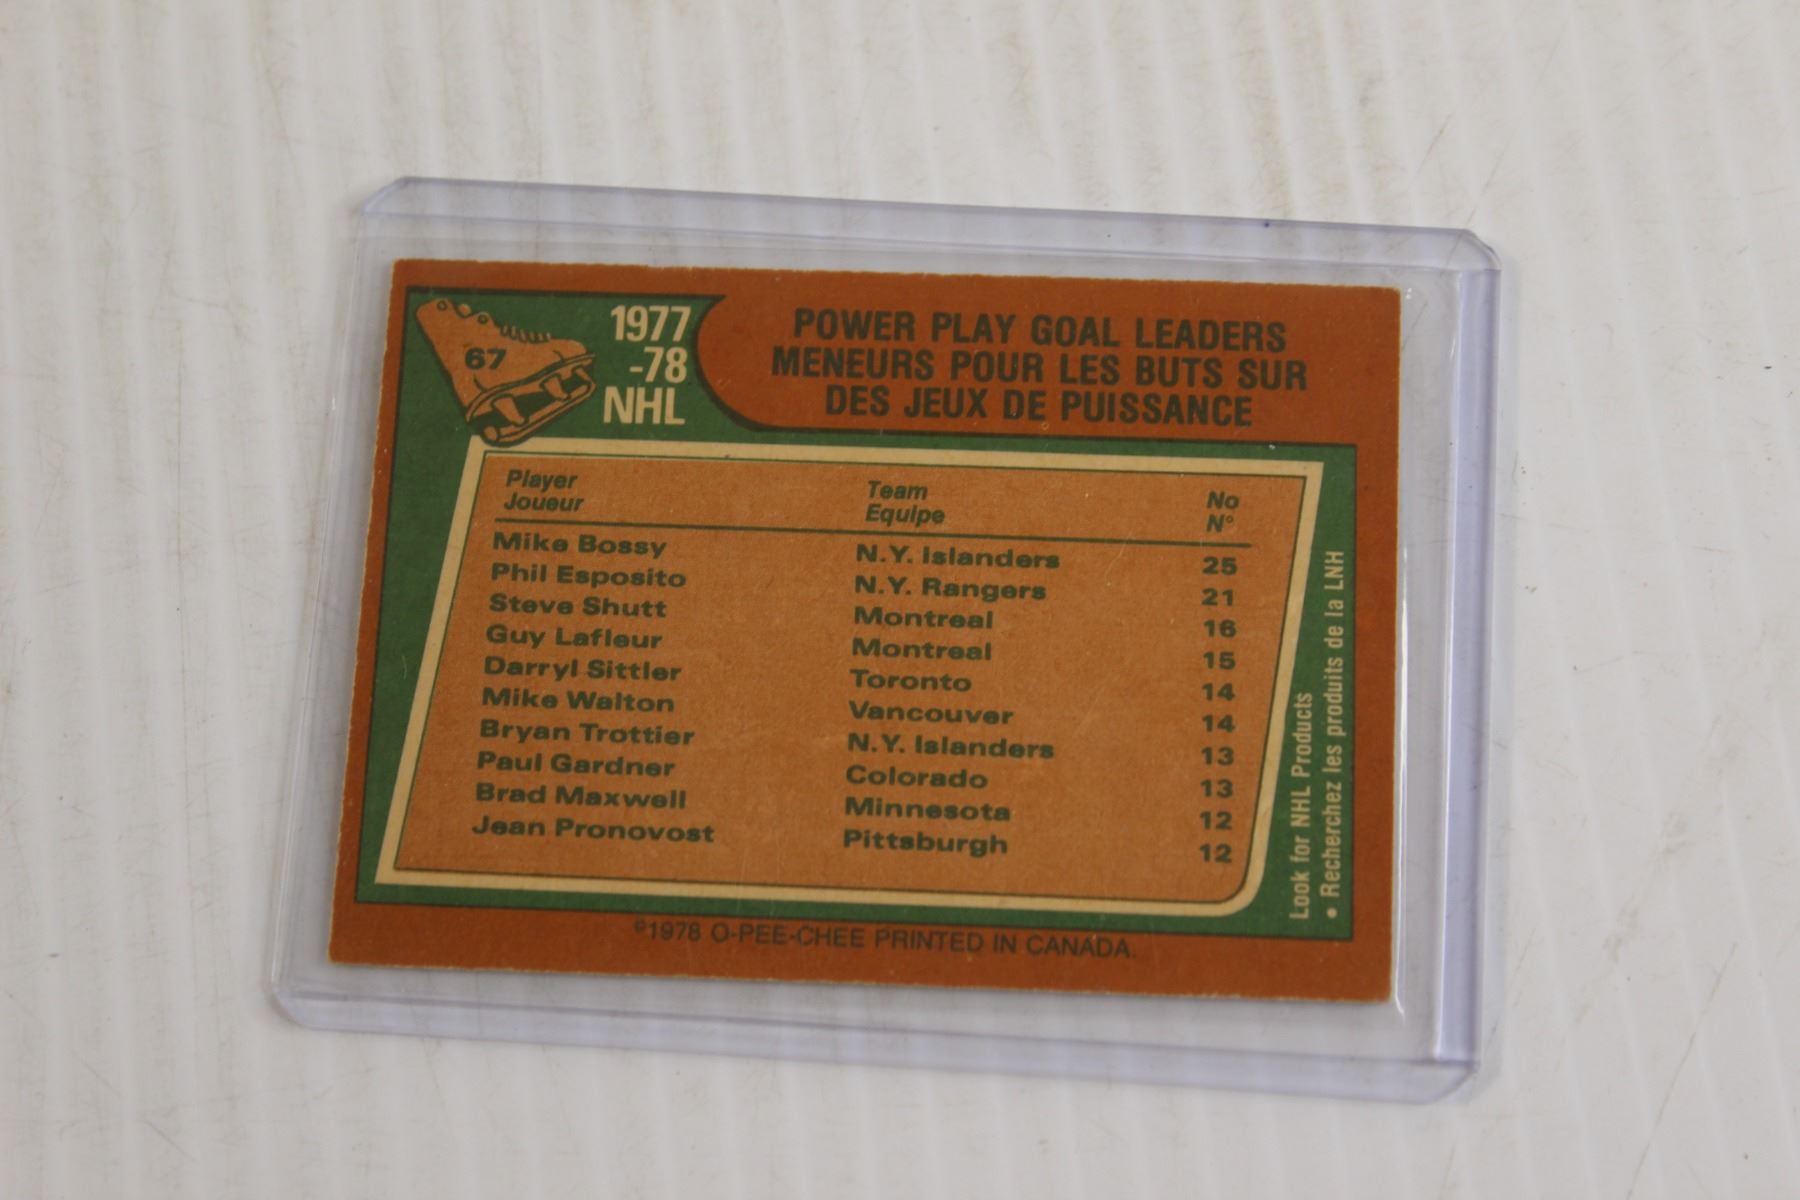 67
1977
-78
NHL
POWER PLAY GOAL LEADERS
MENEURS POUR LES BUTS SUR
DES JEUX DE PUISSANCE
Player Team No
Joueur Equipe N°
Mike Bossy N.Y. Islanders 25
Phil Esposito N.Y. Rangers 21
Steve Shutt Montreal 16
Guy Lafleur Montreal 15
Darryl Sittler Toronto 14
Mike Walton Vancouver 14
Bryan Trottier N.Y. Islanders 13
Paul Gardner Colorado 13
Brad Maxwell Minnesota 12
Jean Pronovost Pittsburgh 12
Look for NHL Products
• Recherchez les produits de la LNH
©1978 O-PEE-CHEE PRINTED IN CANADA.